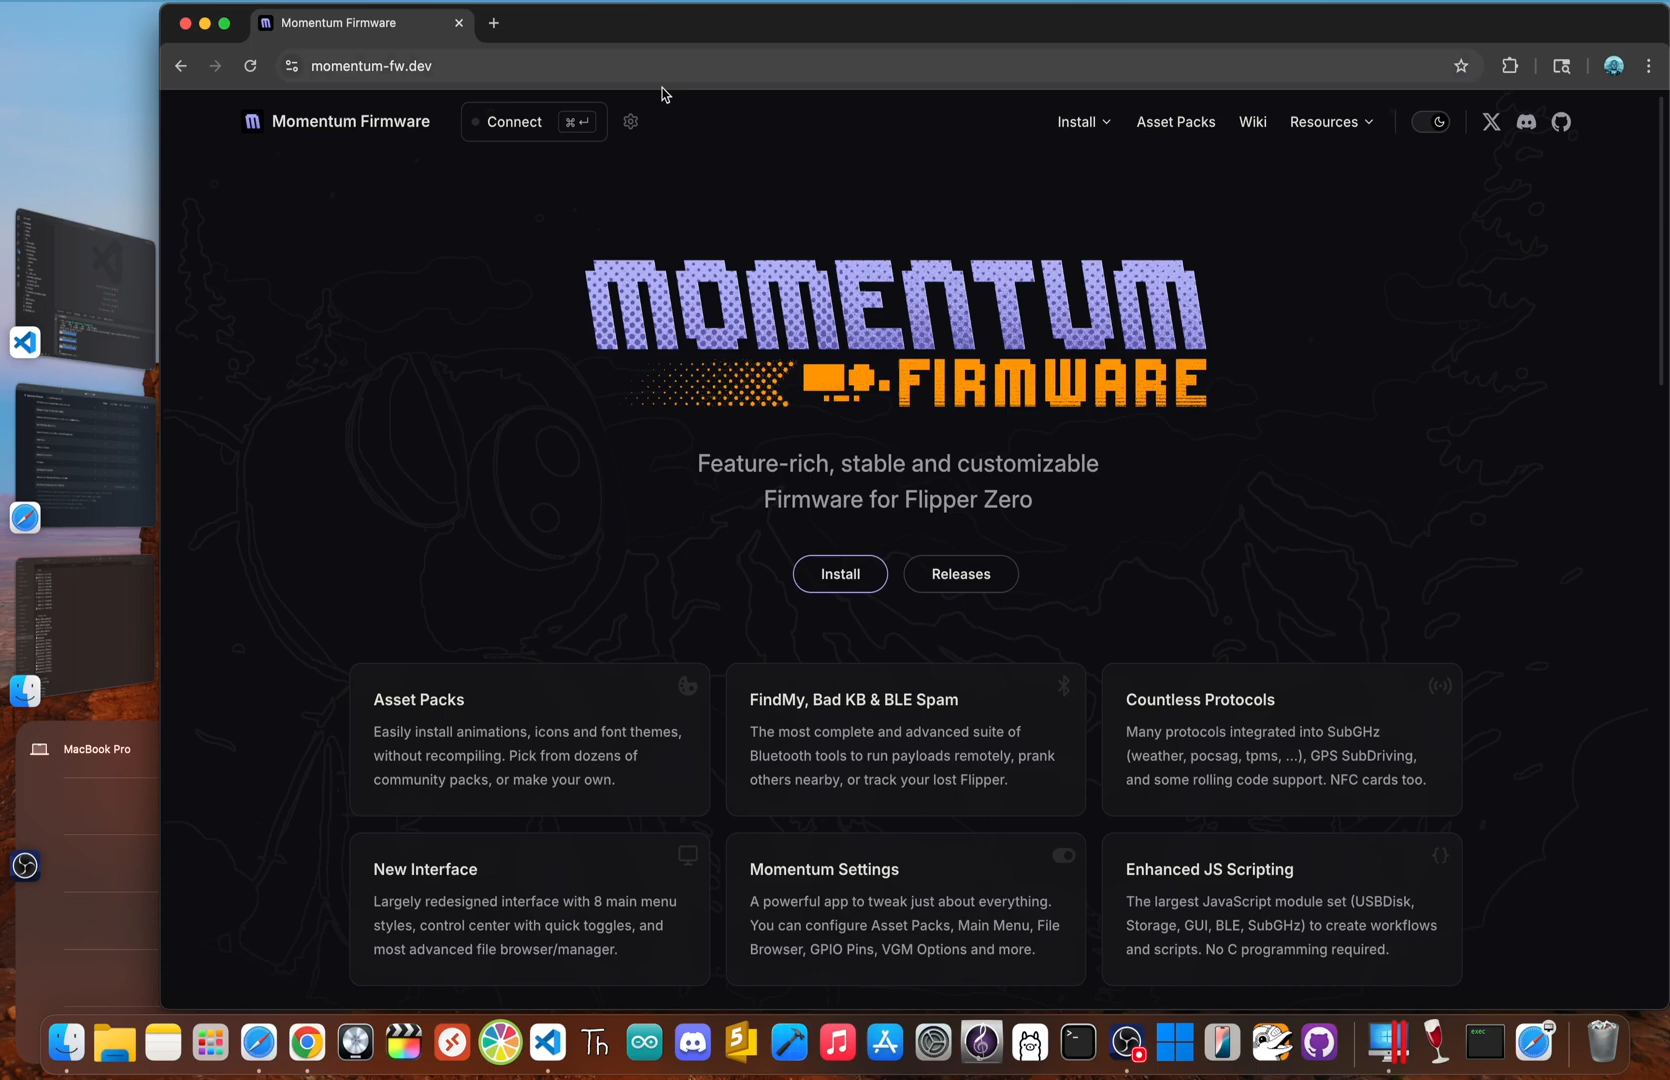 Momentum Firmware
momentum-fw.dev
Momentum Firmware
Connect
Install
Asset Packs
Wiki
Resources
MOMENTUM
FIRMWARE
Feature-rich, stable and customizable
Firmware for Flipper Zero
Install
Releases
Asset Packs
Easily install animations, icons and font themes,
without recompiling. Pick from dozens of
community packs, or make your own.
FindMy, Bad KB & BLE Spam
The most complete and advanced suite of
Bluetooth tools to run payloads remotely, prank
others nearby, or track your lost Flipper.
Countless Protocols
Many protocols integrated into SubGHz
(weather, pocsag, tpms, ...), GPS SubDriving,
and some rolling code support. NFC cards too.
New Interface
Largely redesigned interface with 8 main menu
styles, control center with quick toggles, and
most advanced file browser/manager.
Momentum Settings
A powerful app to tweak just about everything.
You can configure Asset Packs, Main Menu, File
Browser, GPIO Pins, VGM Options and more.
Enhanced JS Scripting
The largest JavaScript module set (USBDisk,
Storage, GUI, BLE, SubGHz) to create workflows
and scripts. No C programming required.
MacBook Pro
Th
exec